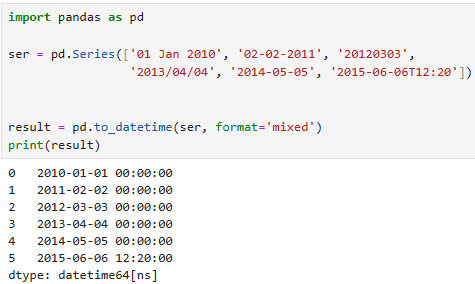 import pandas as pd
ser = pd.Series(['01 Jan 2010', '02-02-2011', '20120303',
'2013/04/04', '2014-05-05', '2015-06-06T12:20'])
result = pd.to_datetime(ser, format='mixed')
print(result)
0   2010-01-01 00:00:00
1   2011-02-02 00:00:00
2   2012-03-03 00:00:00
3   2013-04-04 00:00:00
4   2014-05-05 00:00:00
5   2015-06-06 12:20:00
dtype: datetime64[ns]